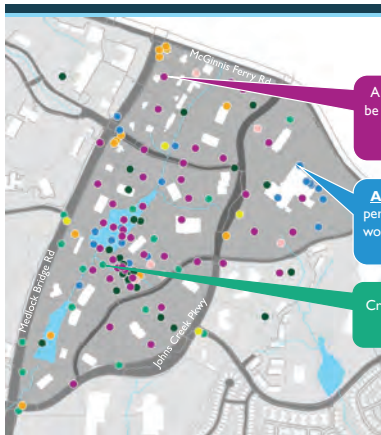 McGinnis Ferry Rd
A
be
A
per
wo
Cr
Medlock Bridge Rd
Johns Creek Pkwy